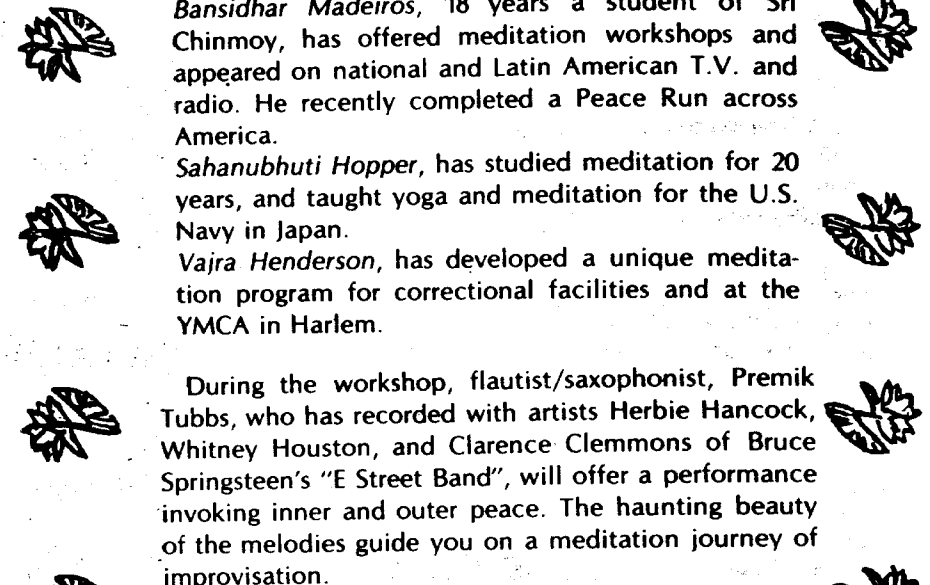 Bansidhar Madeiros, 18 years a student of Sri
Chinmoy, has offered meditation workshops and
appeared on national and Latin American T.V. and
radio. He recently completed a Peace Run across
America.
Sahanubhuti Hopper, has studied meditation for 20
years, and taught yoga and meditation for the U.S.
Navy in Japan.
Vajra Henderson, has developed a unique medita-
tion program for correctional facilities and at the
YMCA in Harlem.
During the workshop, flautist/saxophonist, Premik
Tubbs, who has recorded with artists Herbie Hancock,
Whitney Houston, and Clarence Clemmons of Bruce
Springsteen's "E Street Band", will offer a performance
invoking inner and outer peace. The haunting beauty
of the melodies guide you on a meditation journey of
improvisation.